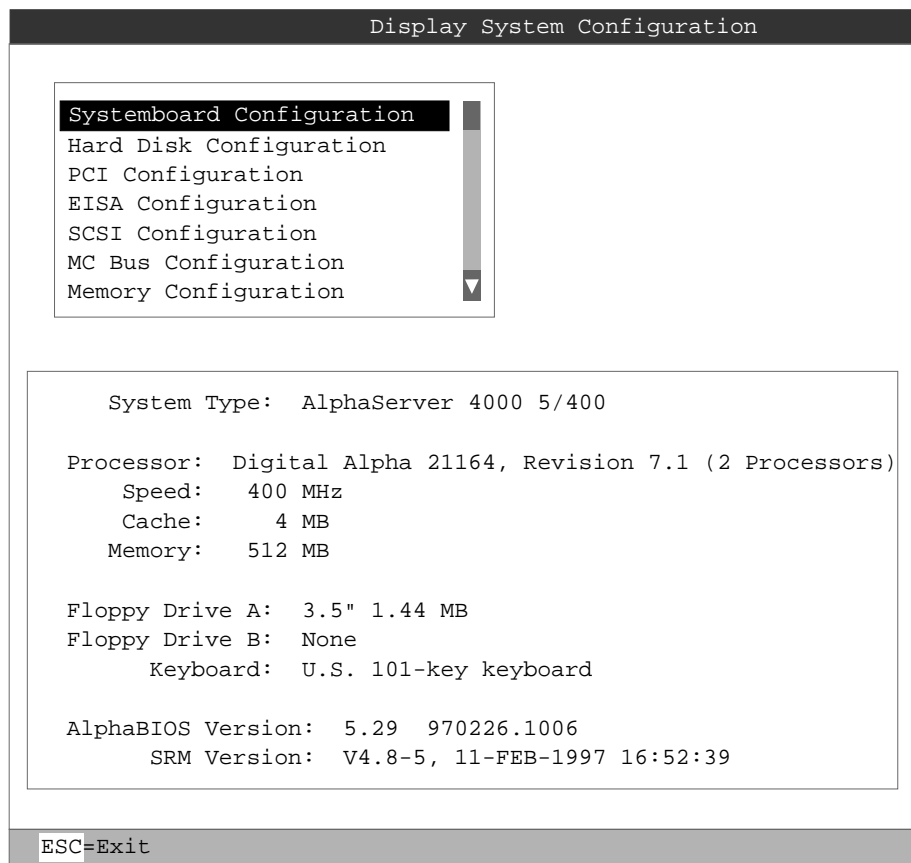 Display System Configuration
Systemboard Configuration
Hard Disk Configuration
PCI Configuration
EISA Configuration
SCSI Configuration
MC Bus Configuration
Memory Configuration
System Type: AlphaServer 4000 5/400
Processor: Digital Alpha 21164, Revision 7.1 (2 Processors)
Speed: 400 MHz
Cache: 4 MB
Memory: 512 MB
Floppy Drive A: 3.5" 1.44 MB
Floppy Drive B: None
Keyboard: U.S. 101-key keyboard
AlphaBIOS Version: 5.29 970226.1006
SRM Version: V4.8-5, 11-FEB-1997 16:52:39
ESC=Exit